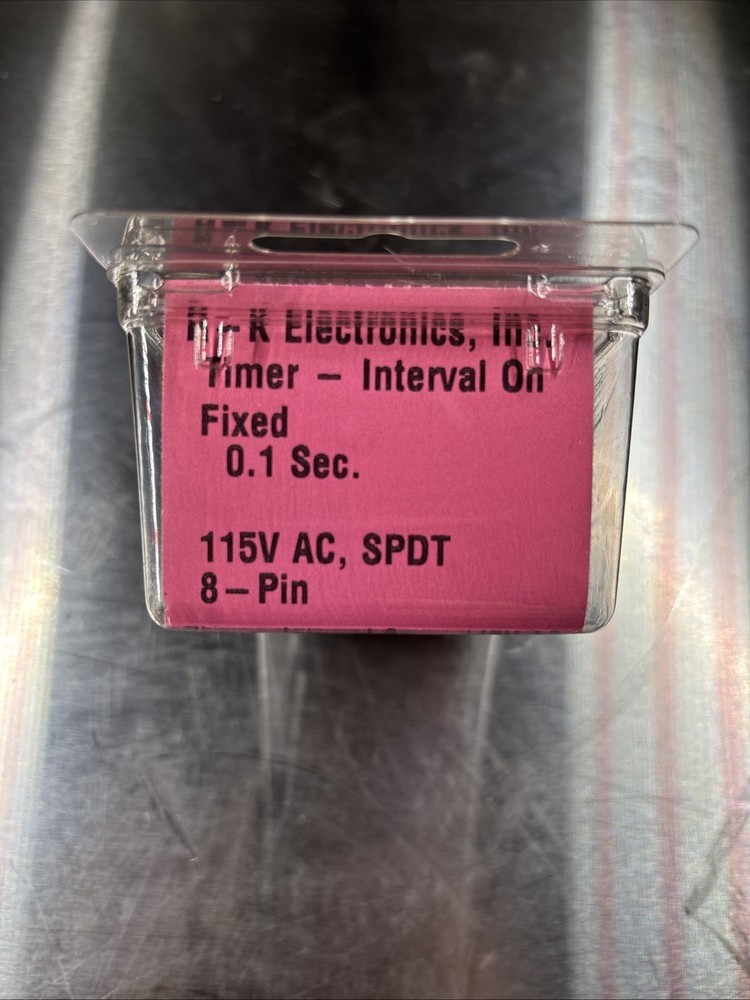 R-K Electronics, Inc.
Timer - Interval On
Fixed
0.1 Sec.
115V AC, SPDT
8-Pin